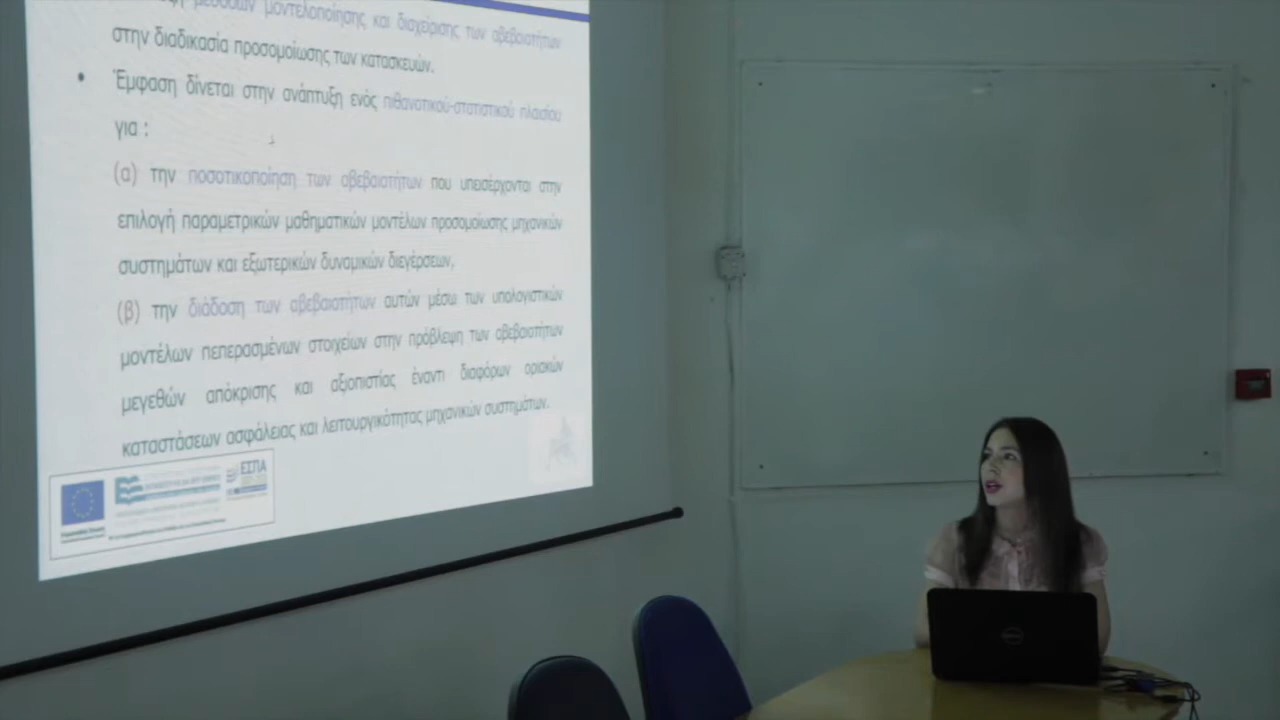 μεθόδων μοντελοποίησης και διαχείρισης των αβεβαιοτήτων
στην διαδικασία προσομοίωσης των κατασκευών.
• Έμφαση δίνεται στην ανάπτυξη ενός πιθανοτικού-στατιστικού πλαισίου
για :
(α) την ποσοτικοποίηση των αβεβαιοτήτων που υπεισέρχονται στην
επιλογή παραμετρικών μαθηματικών μοντέλων προσομοίωσης μηχανικών
συστημάτων και εξωτερικών δυναμικών διεγέρσεων,
(β) την διάδοση των αβεβαιοτήτων αυτών μέσω των υπολογιστικών
μοντέλων πεπερασμένων στοιχείων στην πρόβλεψη των αβεβαιοτήτων
μεγεθών απόκρισης και αξιοπιστίας έναντι διαφόρων οριακών
καταστάσεων ασφάλειας και λειτουργικότητας μηχανικών συστημάτων.
ΕΣΠΑ
DELL